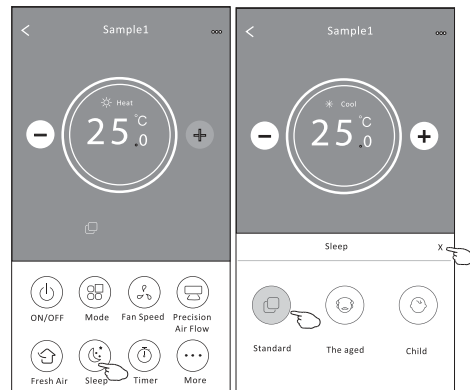 Sample1
Heat
25.0 °C
ON/OFF
Mode
Fan Speed
Precision
Air Flow
Fresh Air
Sleep
Timer
More
Sample1
Cool
25.0 °C
Sleep
X
Standard
The aged
Child